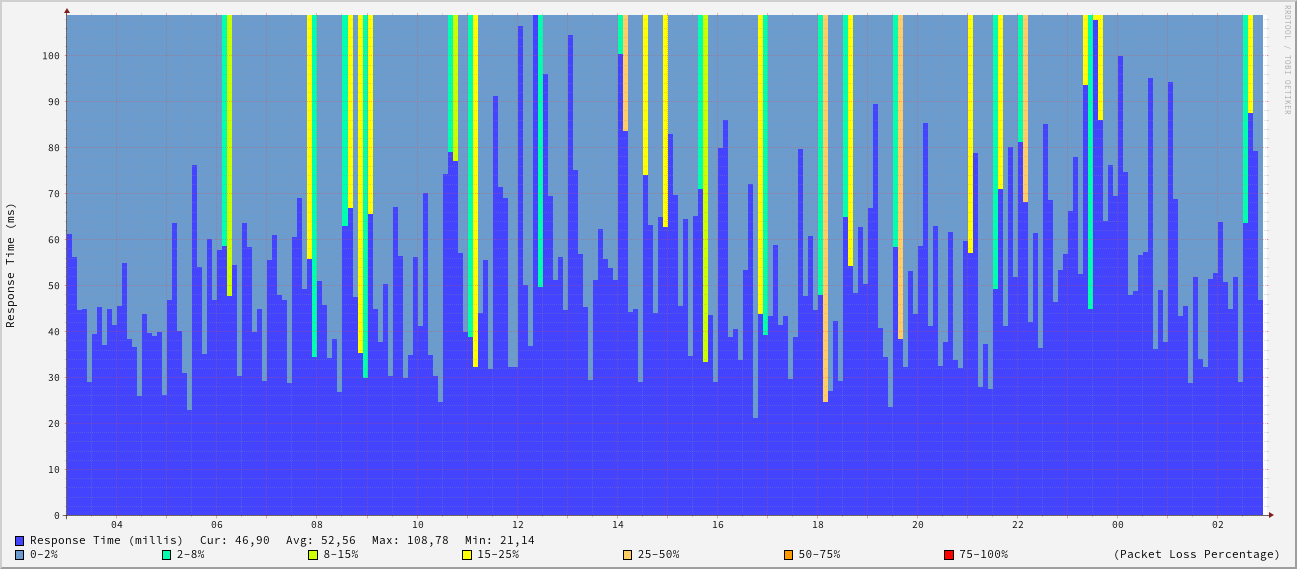 RRDTOOL / TOBI OETIKER
Response Time (ms)
100
90
80
70
60
50
40
30
20
10
0
04 06 08 10 12 14 16 18 20 22 00 02
Response Time (millis) Cur: 46,90 Avg: 52,56 Max: 108,78 Min: 21,14
0-2% 2-8% 8-15% 15-25% 25-50% 50-75% 75-100% (Packet Loss Percentage)